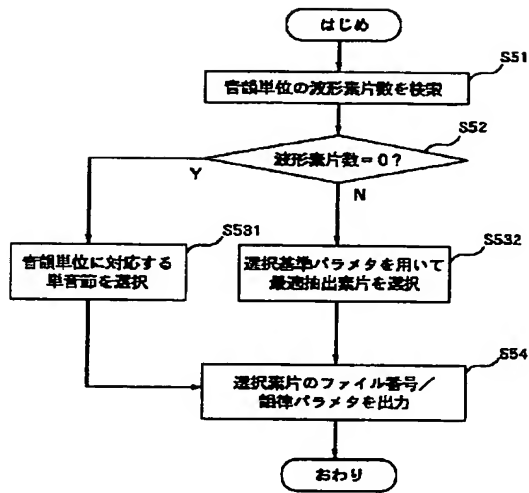 はじめ
S51
音韻単位の波形素片数を検索
S52
波形素片数=0?
Y
N
S531
音韻単位に対応する
単音節を選択
S532
選択基準パラメタを用いて
最適抽出素片を選択
S54
選択素片のファイル番号/
韻律パラメタを出力
おわり